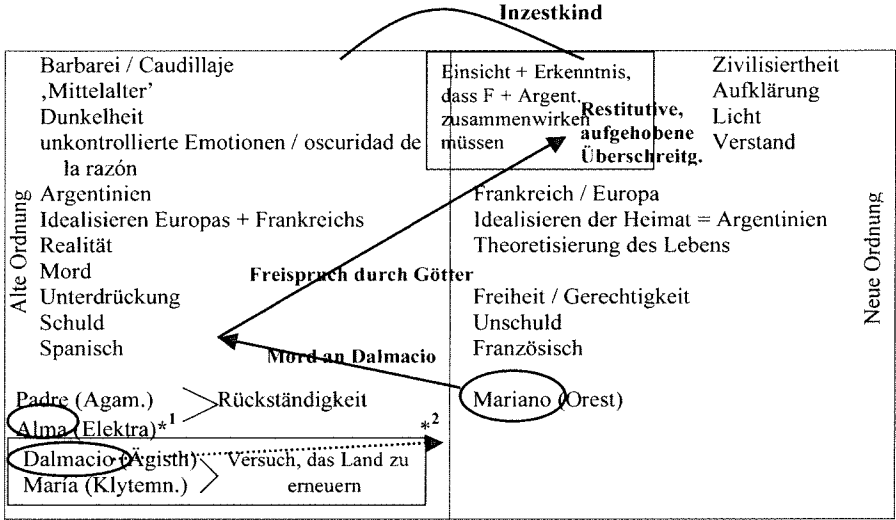 Inzestkind
Alte Ordnung
Barbarei / Caudillaje
‚Mittelalter’
Dunkelheit
unkontrollierte Emotionen / oscuridad de
la razón
Argentinien
Idealisieren Europas + Frankreichs
Realität
Mord
Unterdrückung
Schuld
Spanisch
Padre (Agam.)
Alma (Elektra)*1
Rückständigkeit
Dalmacio (Ägisth)
María (Klytemn.)
Versuch, das Land zu
erneuern
*2
Freispruch durch Götter
Mord an Dalmacio
Einsicht + Erkenntnis,
dass F + Argent.
zusammenwirken
müssen
Restitutive,
aufgehobene
Überschreitg.
Zivilisiertheit
Aufklärung
Licht
Verstand
Frankreich / Europa
Idealisieren der Heimat = Argentinien
Theoretisierung des Lebens
Freiheit / Gerechtigkeit
Unschuld
Französisch
Mariano (Orest)
Neue Ordnung